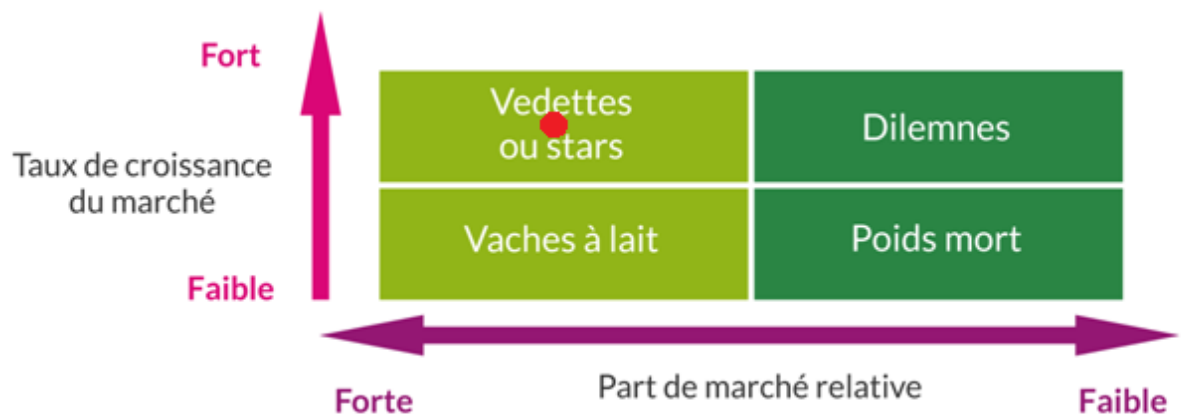 Fort
Vedettes
ou stars
Dilemnes
Taux de croissance
du marché
Vaches à lait
Poids mort
Faible
Part de marché relative
Forte
Faible